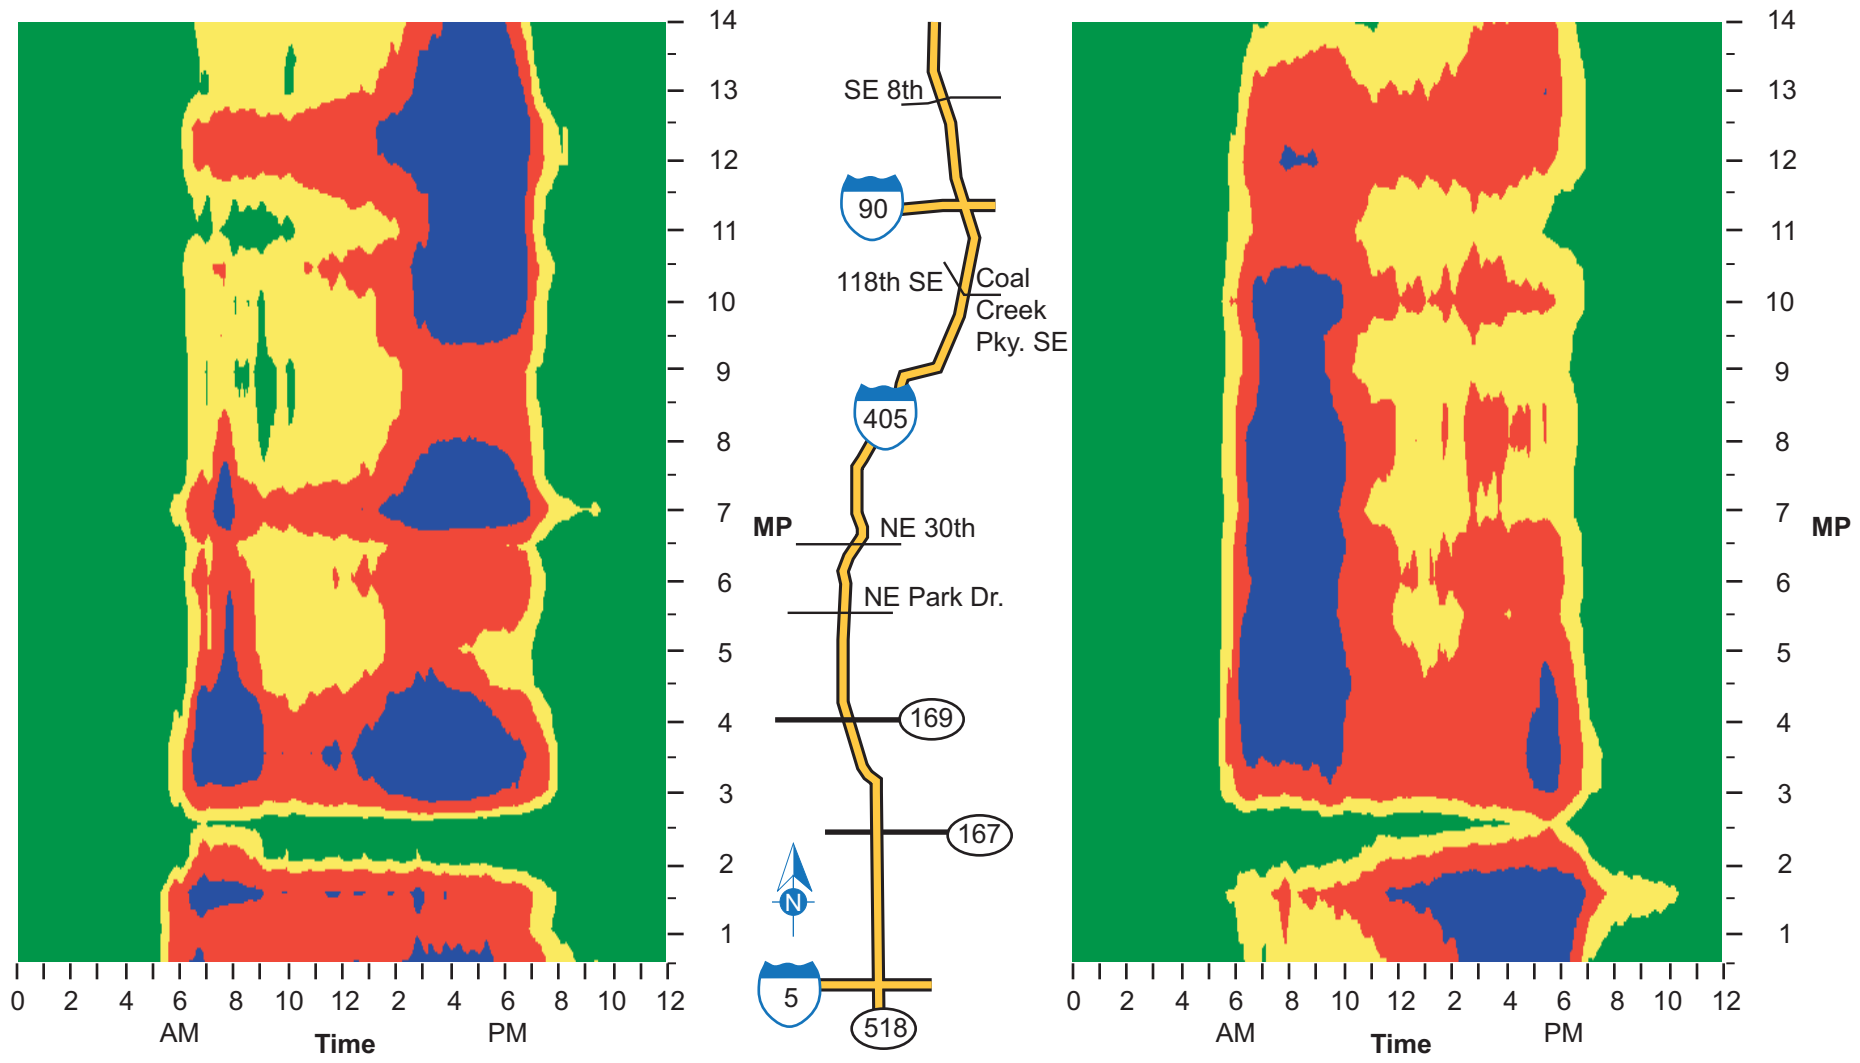 14
13
12
11
10
9
8
7
6
5
4
3
2
1
0 2 4 6 8 10 12 2 4 6 8 10 12
AM PM
Time
SE 8th
90
118th SE
Coal
Creek
Pky. SE
405
MP
NE 30th
NE Park Dr.
169
167
N
5
518
14
13
12
11
10
9
8
7
6
5
4
3
2
1
MP
0 2 4 6 8 10 12 2 4 6 8 10 12
AM PM
Time